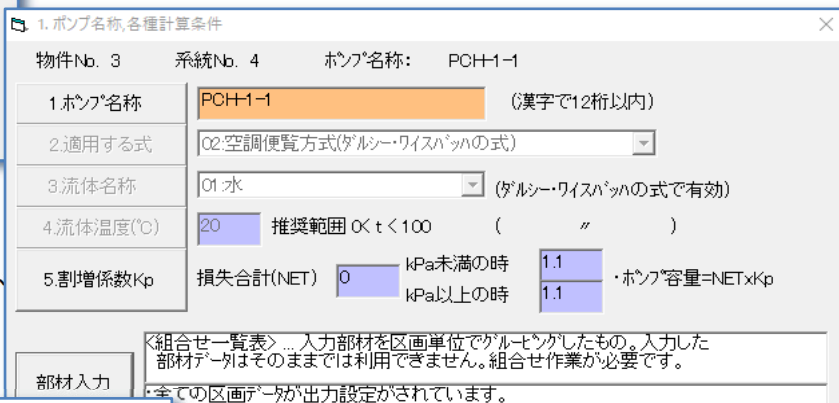 1. ポンプ名称,各種計算条件
物件No. 3 系統No. 4 ﾎﾟﾝﾌﾟ名称: PCH-1-1
1.ﾎﾟﾝﾌﾟ名称 PCH-1-1 (漢字で12桁以内)
2.適用する式 02:空調便覧方式(ﾀﾞﾙｼｰ・ﾜｲｽﾊﾞｯﾊの式)
3.流体名称 01:水 (ﾀﾞﾙｼｰ・ﾜｲｽﾊﾞｯﾊの式で有効)
4.流体温度(℃) 20 推奨範囲 0< t < 100 ( 〃 )
5.割増係数Kp 損失合計(NET) 0 kPa未満の時 1.1 ・ﾎﾟﾝﾌﾟ容量=NET×Kp
kPa以上の時 1.1
部材入力
<組合せ一覧表> … 入力部材を区画単位でｸﾞﾙｰﾋﾟﾝｸﾞしたもの。入力した
部材ﾃﾞｰﾀはそのままでは利用できません。組合せ作業が必要です。
・全ての区画ﾃﾞｰﾀが出力設定がされています。